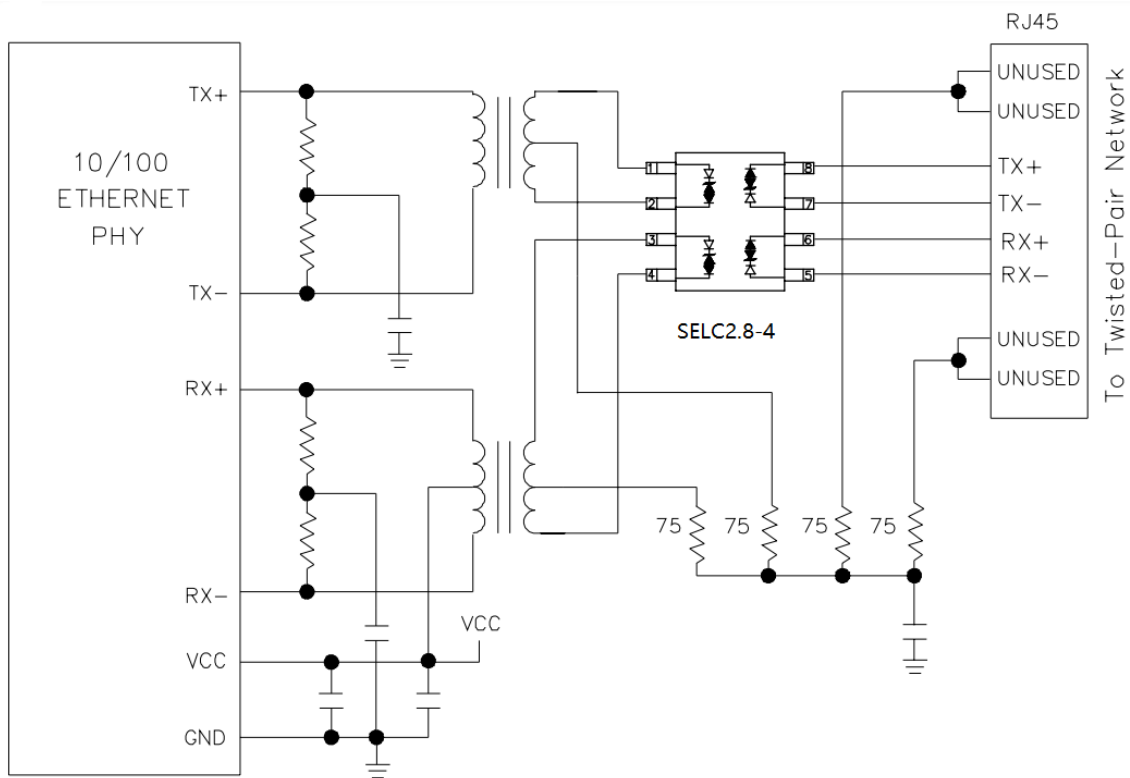 RJ45
UNUSED
UNUSED
TX+
TX-
RX+
RX-
UNUSED
UNUSED
To Twisted-Pair Network
TX+
10/100
ETHERNET
PHY
TX-
RX+
RX-
VCC
GND
VCC
1
2
3
4
8
7
6
5
SELC2.8-4
75
75
75
75